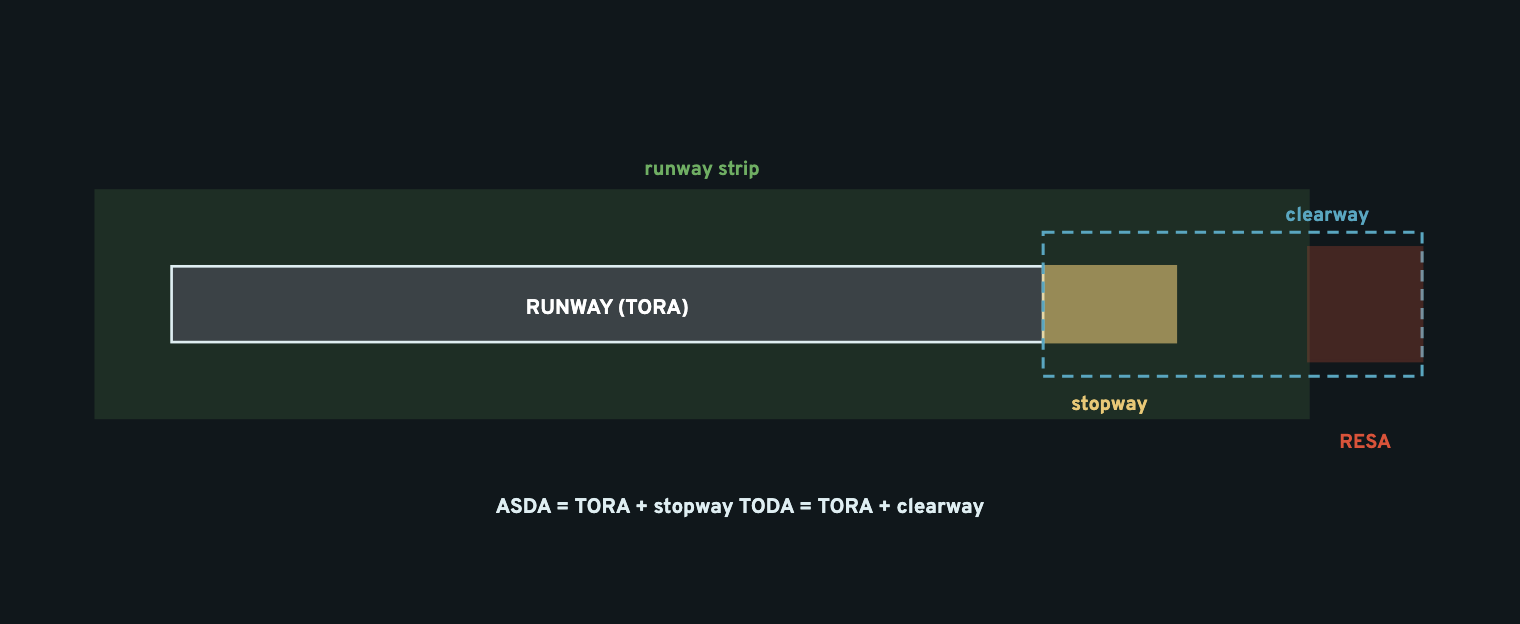 runway strip
clearway
RUNWAY (TORA)
stopway
RESA
ASDA = TORA + stopway TODA = TORA + clearway